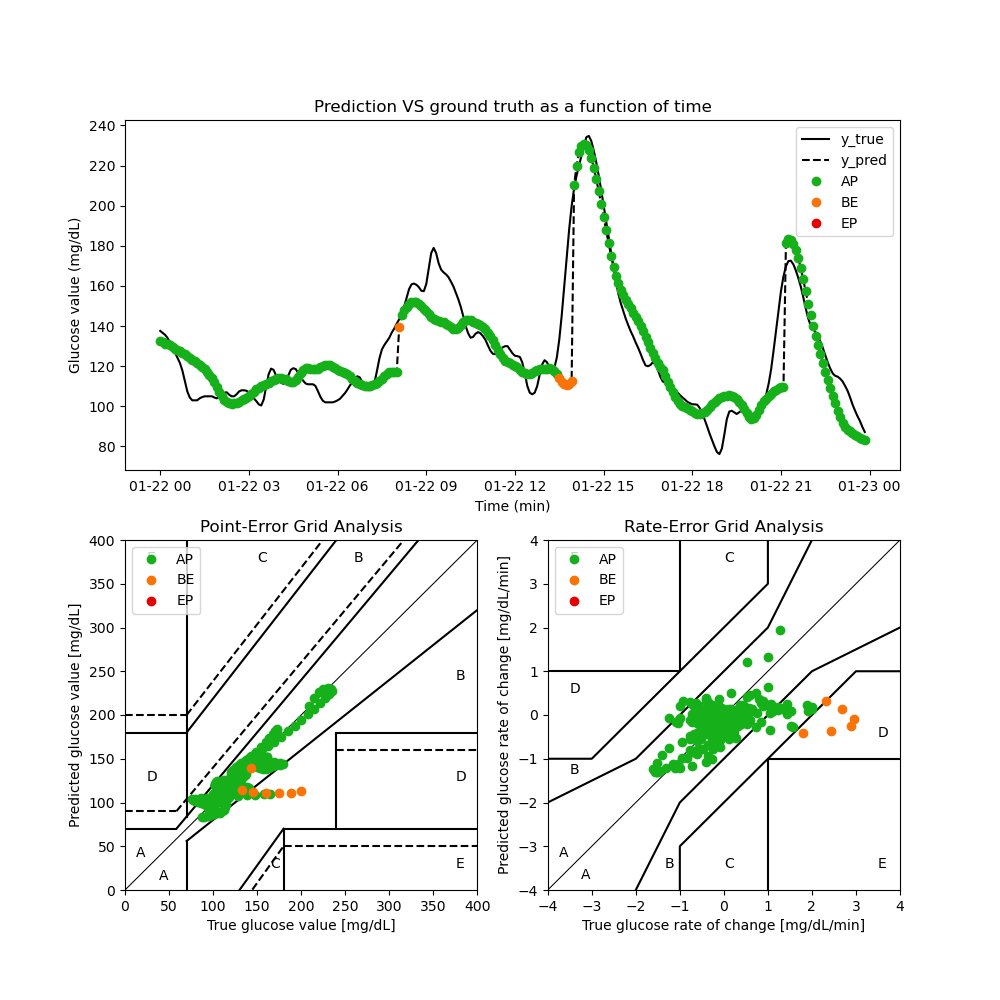 Prediction VS ground truth as a function of time
Glucose value (mg/dL)
240
220
200
180
160
140
120
100
80
y_true
y_pred
AP
BE
EP
01-22 00 01-22 03 01-22 06 01-22 09 01-22 12 01-22 15 01-22 18 01-22 21 01-23 00
Time (min)
Point-Error Grid Analysis
Predicted glucose value [mg/dL]
400
350
300
250
200
150
100
50
0
AP
BE
EP
C
B
B
D
D
A
A
C
E
0 50 100 150 200 250 300 350 400
True glucose value [mg/dL]
Rate-Error Grid Analysis
Predicted glucose rate of change [mg/dL/min]
4
3
2
1
0
−1
−2
−3
−4
AP
BE
EP
C
D
D
B
A
A
B
C
E
−4 −3 −2 −1 0 1 2 3 4
True glucose rate of change [mg/dL/min]